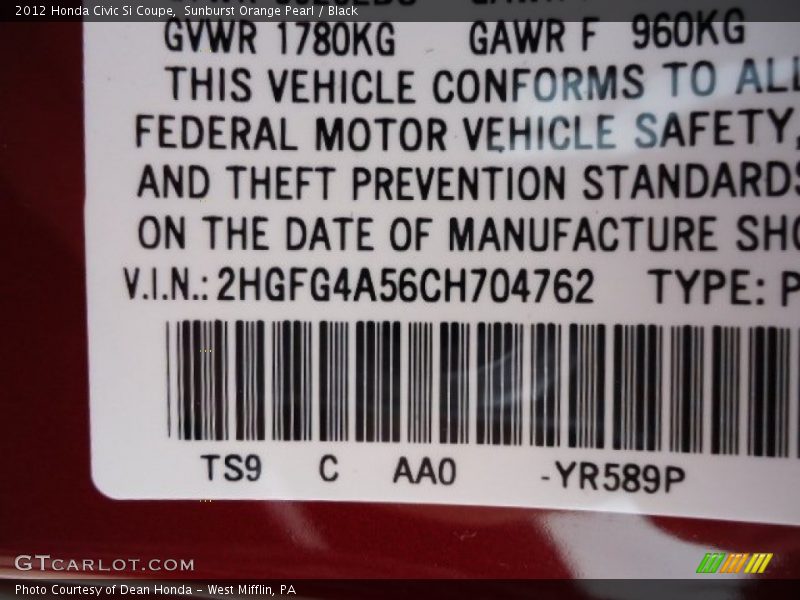 2012 Honda Civic Si Coupe, Sunburst Orange Pearl / Black
GVWR 1780KG GAWR F 960KG
THIS VEHICLE CONFORMS TO ALL
FEDERAL MOTOR VEHICLE SAFETY,
AND THEFT PREVENTION STANDARDS
ON THE DATE OF MANUFACTURE SHO
V.I.N.: 2HGFG4A56CH704762 TYPE: P
TS9 C AA0 -YR589P
GTCARLOT.COM
Photo Courtesy of Dean Honda - West Mifflin, PA